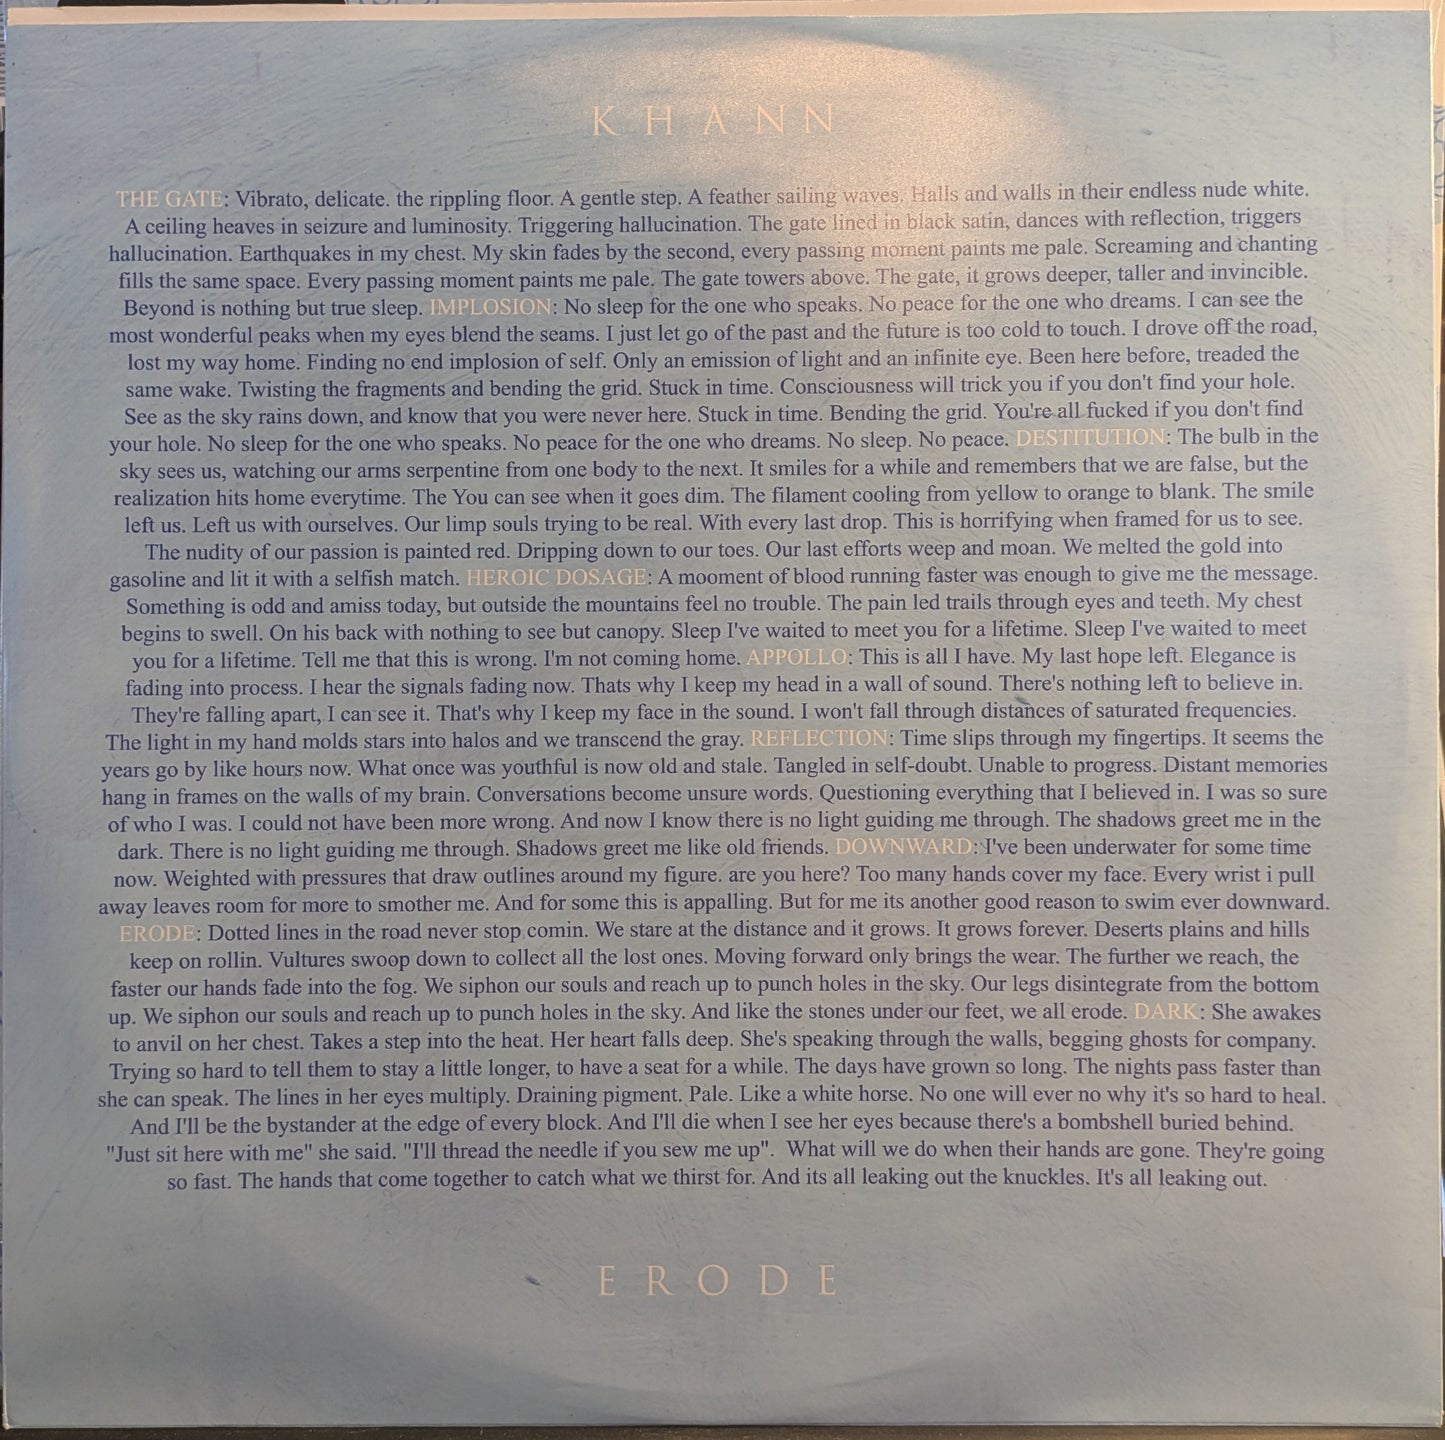 KHANN
THE GATE: Vibrato, delicate. the rippling floor. A gentle step. A feather sailing waves. Halls and walls in their endless nude white.
A ceiling heaves in seizure and luminosity. Triggering hallucination. The gate lined in black satin, dances with reflection, triggers
hallucination. Earthquakes in my chest. My skin fades by the second, every passing moment paints me pale. Screaming and chanting
fills the same space. Every passing moment paints me pale. The gate towers above. The gate, it grows deeper, taller and invincible.
Beyond is nothing but true sleep. IMPLOSION: No sleep for the one who speaks. No peace for the one who dreams. I can see the
most wonderful peaks when my eyes blend the seams. I just let go of the past and the future is too cold to touch. I drove off the road,
lost my way home. Finding no end implosion of self. Only an emission of light and an infinite eye. Been here before, treaded the
same wake. Twisting the fragments and bending the grid. Stuck in time. Consciousness will trick you if you don't find your hole.
See as the sky rains down, and know that you were never here. Stuck in time. Bending the grid. You're all fucked if you don't find
your hole. No sleep for the one who speaks. No peace for the one who dreams. No sleep. No peace. DESTITUTION: The bulb in the
sky sees us, watching our arms serpentine from one body to the next. It smiles for a while and remembers that we are false, but the
realization hits home everytime. The You can see when it goes dim. The filament cooling from yellow to orange to blank. The smile
left us. Left us with ourselves. Our limp souls trying to be real. With every last drop. This is horrifying when framed for us to see.
The nudity of our passion is painted red. Dripping down to our toes. Our last efforts weep and moan. We melted the gold into
gasoline and lit it with a selfish match. HEROIC DOSAGE: A mooment of blood running faster was enough to give me the message.
Something is odd and amiss today, but outside the mountains feel no trouble. The pain led trails through eyes and teeth. My chest
begins to swell. On his back with nothing to see but canopy. Sleep I've waited to meet you for a lifetime. Sleep I've waited to meet
you for a lifetime. Tell me that this is wrong. I'm not coming home. APPOLLO: This is all I have. My last hope left. Elegance is
fading into process. I hear the signals fading now. Thats why I keep my head in a wall of sound. There's nothing left to believe in.
They're falling apart, I can see it. That's why I keep my face in the sound. I won't fall through distances of saturated frequencies.
The light in my hand molds stars into halos and we transcend the gray. REFLECTION: Time slips through my fingertips. It seems the
years go by like hours now. What once was youthful is now old and stale. Tangled in self-doubt. Unable to progress. Distant memories
hang in frames on the walls of my brain. Conversations become unsure words. Questioning everything that I believed in. I was so sure
of who I was. I could not have been more wrong. And now I know there is no light guiding me through. The shadows greet me in the
dark. There is no light guiding me through. Shadows greet me like old friends. DOWNWARD: I've been underwater for some time
now. Weighted with pressures that draw outlines around my figure. are you here? Too many hands cover my face. Every wrist i pull
away leaves room for more to smother me. And for some this is appalling. But for me its another good reason to swim ever downward.
ERODE: Dotted lines in the road never stop comin. We stare at the distance and it grows. It grows forever. Deserts plains and hills
keep on rollin. Vultures swoop down to collect all the lost ones. Moving forward only brings the wear. The further we reach, the
faster our hands fade into the fog. We siphon our souls and reach up to punch holes in the sky. Our legs disintegrate from the bottom
up. We siphon our souls and reach up to punch holes in the sky. And like the stones under our feet, we all erode. DARK: She awakes
to anvil on her chest. Takes a step into the heat. Her heart falls deep. She's speaking through the walls, begging ghosts for company.
Trying so hard to tell them to stay a little longer, to have a seat for a while. The days have grown so long. The nights pass faster than
she can speak. The lines in her eyes multiply. Draining pigment. Pale. Like a white horse. No one will ever no why it's so hard to heal.
And I'll be the bystander at the edge of every block. And I'll die when I see her eyes because there's a bombshell buried behind.
"Just sit here with me" she said. "I'll thread the needle if you sew me up".  What will we do when their hands are gone. They're going
so fast. The hands that come together to catch what we thirst for. And its all leaking out the knuckles. It's all leaking out.
ERODE